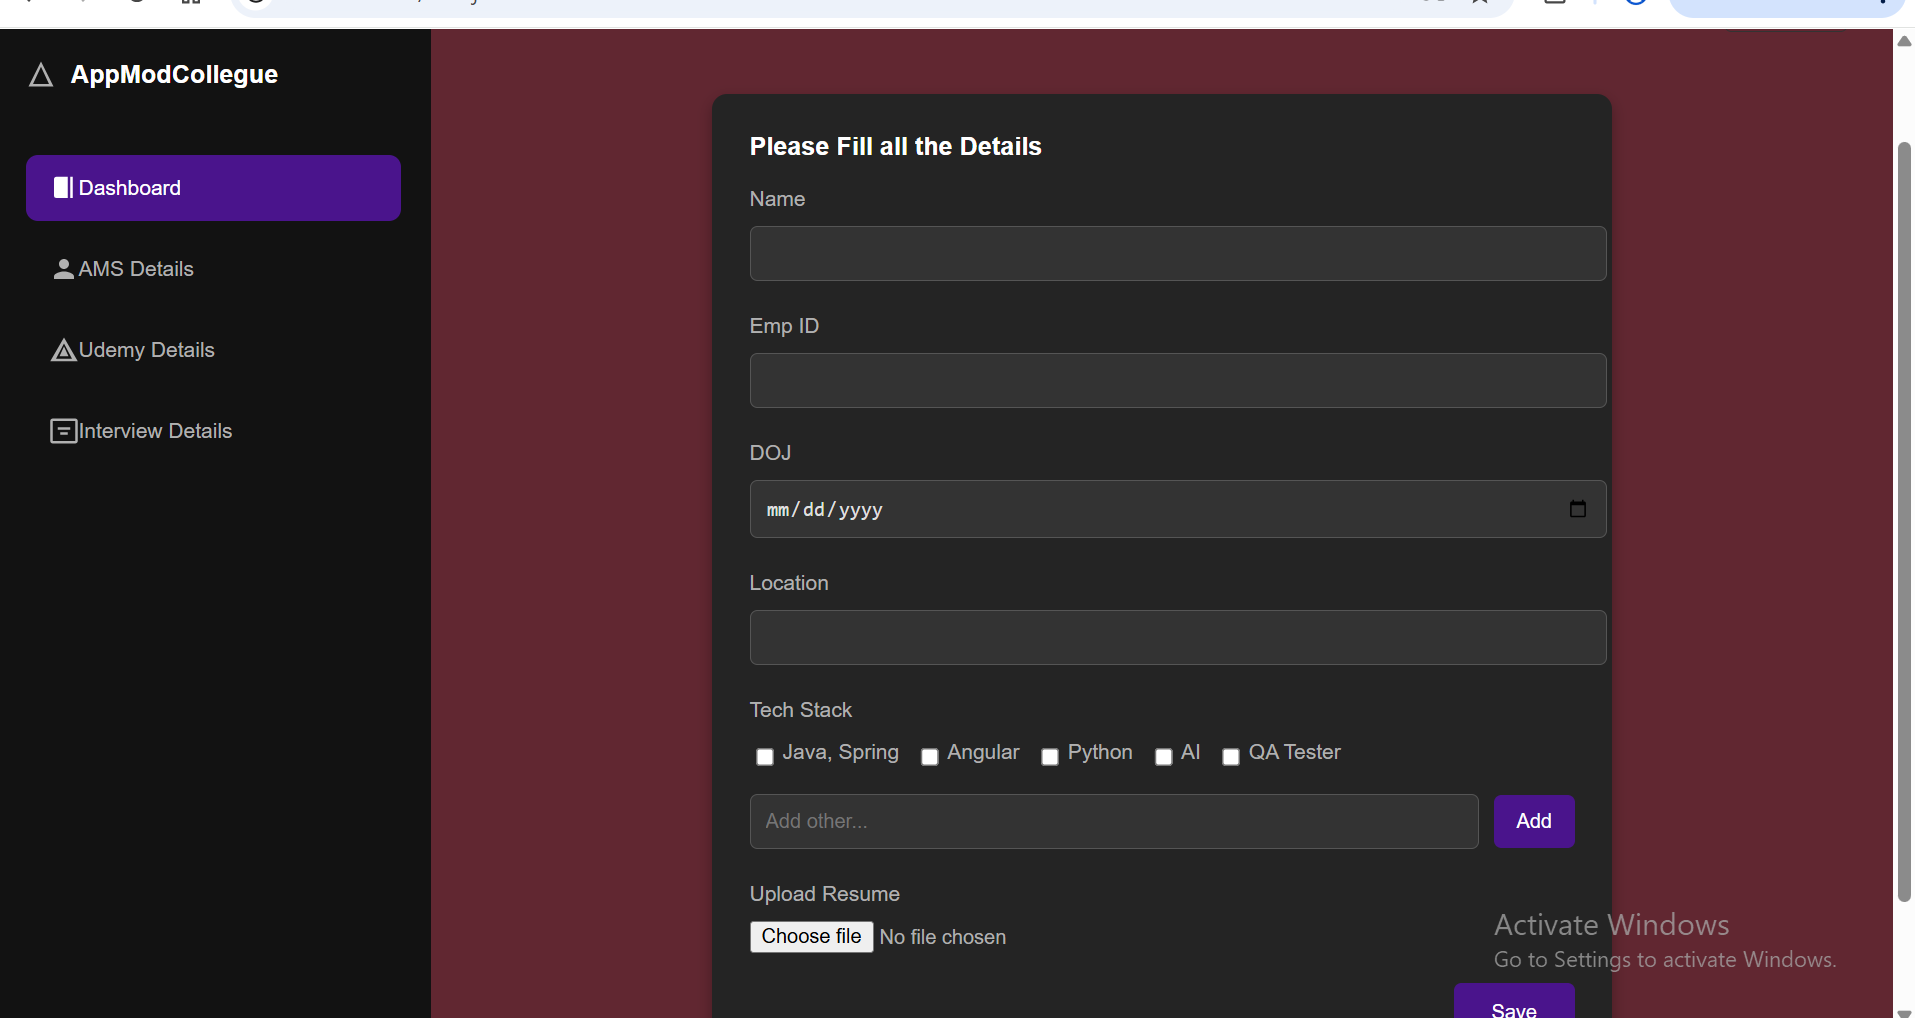 AppModCollegue
Dashboard
AMS Details
Udemy Details
Interview Details
Please Fill all the Details
Name
Emp ID
DOJ
mm/dd/yyyy
Location
Tech Stack
Java, Spring Angular Python AI QA Tester
Add other... Add
Upload Resume
Choose file No file chosen
Activate Windows
Go to Settings to activate Windows.
Save